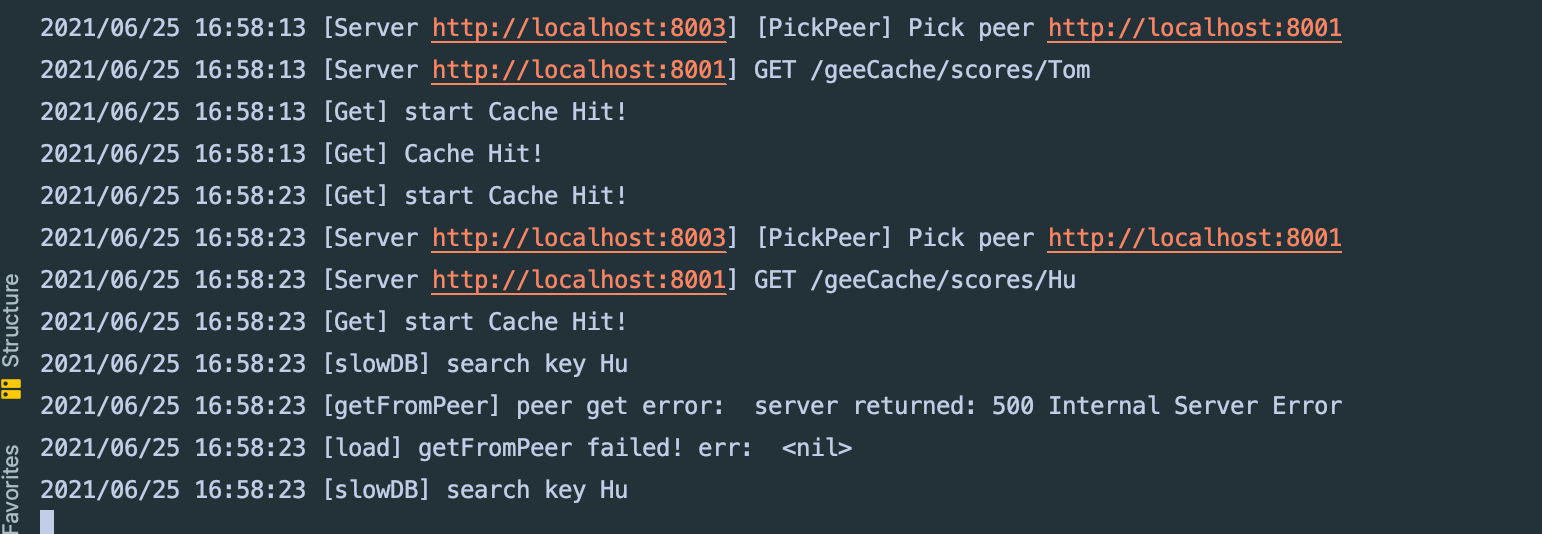 2021/06/25 16:58:13 [Server http://localhost:8003] [PickPeer] Pick peer http://localhost:8001
2021/06/25 16:58:13 [Server http://localhost:8001] GET /geeCache/scores/Tom
2021/06/25 16:58:13 [Get] start Cache Hit!
2021/06/25 16:58:13 [Get] Cache Hit!
2021/06/25 16:58:23 [Get] start Cache Hit!
2021/06/25 16:58:23 [Server http://localhost:8003] [PickPeer] Pick peer http://localhost:8001
2021/06/25 16:58:23 [Server http://localhost:8001] GET /geeCache/scores/Hu
2021/06/25 16:58:23 [Get] start Cache Hit!
2021/06/25 16:58:23 [slowDB] search key Hu
2021/06/25 16:58:23 [getFromPeer] peer get error:  server returned: 500 Internal Server Error
2021/06/25 16:58:23 [load] getFromPeer failed! err:  <nil>
2021/06/25 16:58:23 [slowDB] search key Hu
Structure
Favorites